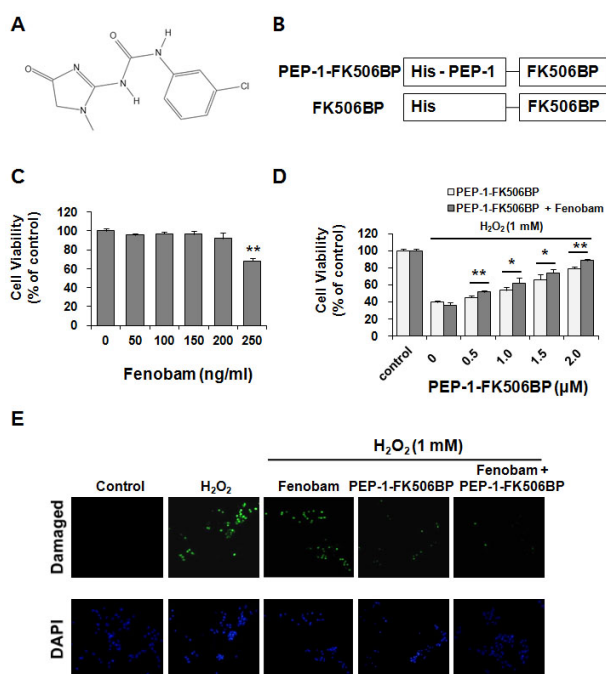 A
O
H
N
O
N
N
H
N
Cl
B
PEP-1-FK506BP His - PEP-1 FK506BP
FK506BP His FK506BP
C
Cell Viability
(% of control)
120
100
80
60
40
20
0
**
0 50 100 150 200 250
Fenobam (ng/ml)
D
PEP-1-FK506BP
PEP-1-FK506BP + Fenobam
H₂O₂ (1 mM)
Cell Viability
(% of control)
120
100
80
60
40
20
0
** * * **
control 0 0.5 1.0 1.5 2.0
PEP-1-FK506BP (μM)
E
H₂O₂ (1 mM)
Control H₂O₂ Fenobam PEP-1-FK506BP Fenobam + PEP-1-FK506BP
Damaged
DAPI